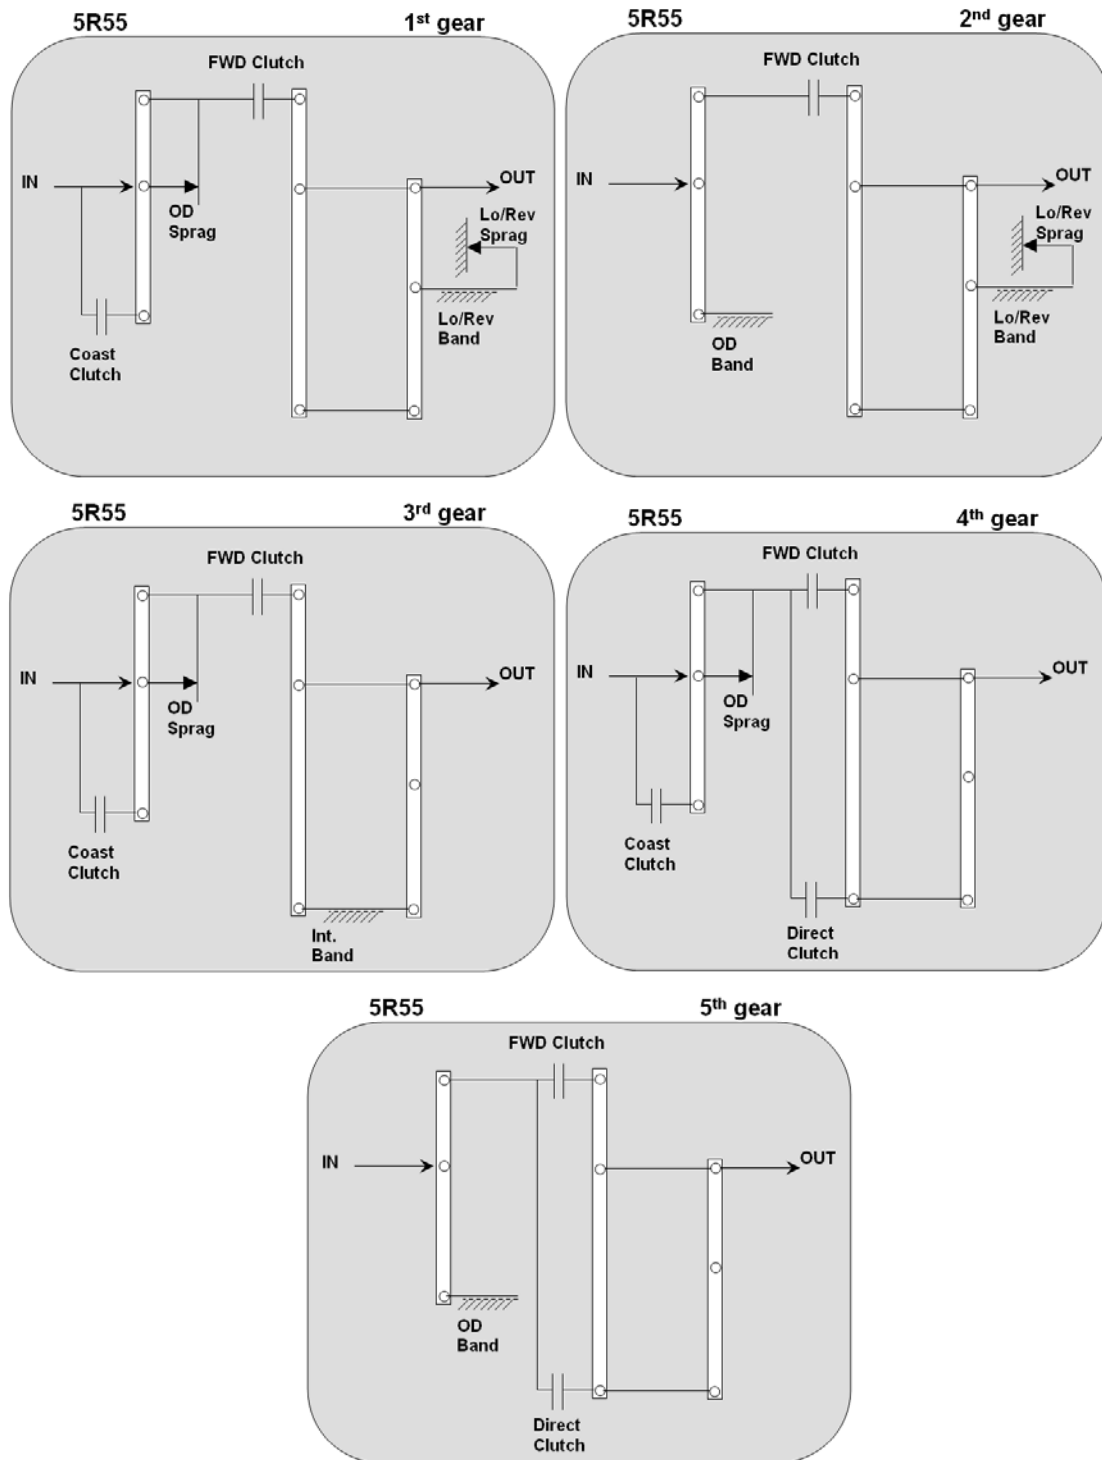 5R55 1st gear
FWD Clutch
IN
OUT
OD
Sprag
Lo/Rev
Sprag
Lo/Rev
Band
Coast
Clutch
5R55 2nd gear
FWD Clutch
IN
OUT
Lo/Rev
Sprag
Lo/Rev
Band
OD
Band
5R55 3rd gear
FWD Clutch
IN
OUT
OD
Sprag
Coast
Clutch
Int.
Band
5R55 4th gear
FWD Clutch
IN
OUT
OD
Sprag
Coast
Clutch
Direct
Clutch
5R55 5th gear
FWD Clutch
IN
OUT
OD
Band
Direct
Clutch